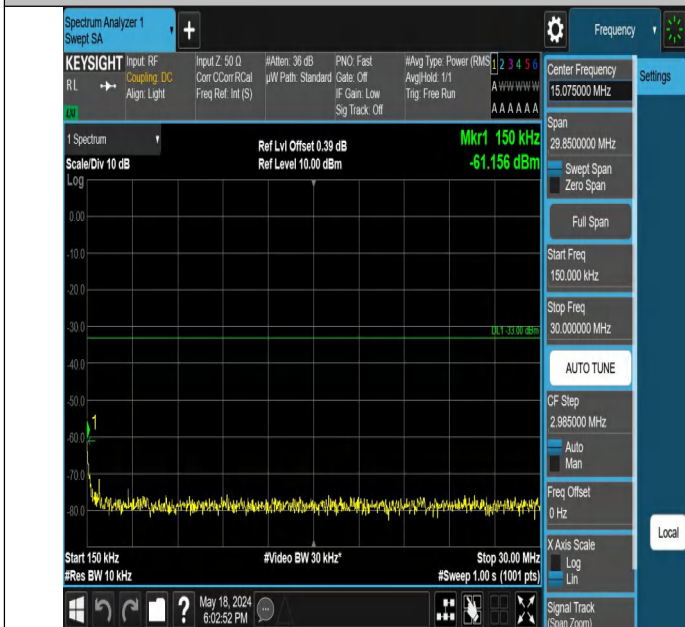 Spectrum Analyzer 1
Swept SA
+
Frequency
KEYSIGHT
RL
LXI
Input: RF
Coupling: DC
Align: Light
Input Z: 50 Ω
Corr CCorr RCal
Freq Ref: Int (S)
#Atten: 36 dB
µW Path: Standard
PNO: Fast
Gate: Off
IF Gain: Low
Sig Track: Off
#Avg Type: Power (RMS)
Avg|Hold: 1/1
Trig: Free Run
1 2 3 4 5 6
A W W W W W
A A A A A A
1 Spectrum
Scale/Div 10 dB
Log
Ref Lvl Offset 0.39 dB
Ref Level 10.00 dBm
Mkr1 150 kHz
-61.156 dBm
0.00
-10.0
-20.0
-30.0
-40.0
-50.0
-60.0
-70.0
-80.0
DL1 -33.00 dBm
1
Start 150 kHz
#Res BW 10 kHz
#Video BW 30 kHz*
Stop 30.00 MHz
#Sweep 1.00 s (1001 pts)
?
May 18, 2024
6:02:52 PM
Center Frequency
15.075000 MHz
Settings
Span
29.8500000 MHz
Swept Span
Zero Span
Full Span
Start Freq
150.000 kHz
Stop Freq
30.000000 MHz
AUTO TUNE
CF Step
2.985000 MHz
Auto
Man
Freq Offset
0 Hz
Local
X Axis Scale
Log
Lin
Signal Track
(Span Zoom)